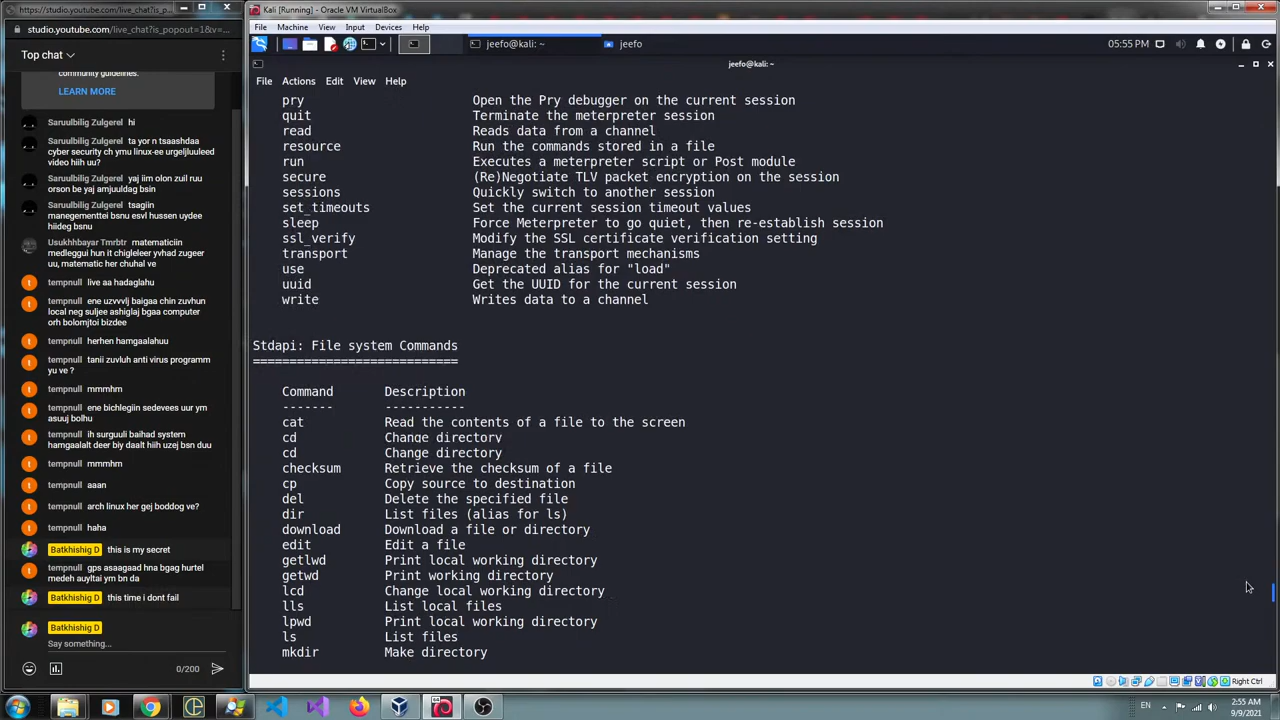 https://studio.youtube.com/live_chat?is_popout=1&v=...
studio.youtube.com/live_chat?is_popout=1&v=...
Top chat
community guidelines.
LEARN MORE
Saruulbilig Zulgerel hi
Saruulbilig Zulgerel ta yor n tsaashdaa
cyber security ch ymu linux-ee urgeljluuleed
video hiih uu?
Saruulbilig Zulgerel yaj iim olon zuil ruu
orson be yaj amjuuldag bsin
Saruulbilig Zulgerel tsagiin
manegementtei bsnu esvl hussen uydee
hiideg bsnu
Usukhhbayar Tmrbtr matematiciin
medleggui hun it chigleleer yvhad zugeer
uu, matematic her chuhal ve
tempnull live aa hadaglahu
tempnull ene uzvvvlj baigaa chin zuvhun
local neg suljee ashiglaj bgaa computer
orh bolomjtoi bizdee
tempnull herhen hamgaalahuu
tempnull tanii zuvluh anti virus programm
yu ve ?
tempnull mmmhm
tempnull ene bichlegiin sedevees uur ym
asuuj bolhu
tempnull ih surguuli baihad system
hamgaalalt deer biy daalt hiih uzej bsn duu
tempnull mmmhm
tempnull aaan
tempnull arch linux her gej boddog ve?
tempnull haha
Batkhishig D this is my secret
tempnull gps asaagaad hna bgag hurtel
medeh auyltai ym bn da
Batkhishig D this time i dont fail
Batkhishig D
Say something...
0/200
Kali [Running] - Oracle VM VirtualBox
File Machine View Input Devices Help
jeefo@kali: ~
jeefo
05:55 PM
jeefo@kali: ~
File Actions Edit View Help
pry Open the Pry debugger on the current session
quit Terminate the meterpreter session
read Reads data from a channel
resource Run the commands stored in a file
run Executes a meterpreter script or Post module
secure (Re)Negotiate TLV packet encryption on the session
sessions Quickly switch to another session
set_timeouts Set the current session timeout values
sleep Force Meterpreter to go quiet, then re-establish session
ssl_verify Modify the SSL certificate verification setting
transport Manage the transport mechanisms
use Deprecated alias for "load"
uuid Get the UUID for the current session
write Writes data to a channel
Stdapi: File system Commands
============================
Command Description
------- -----------
cat Read the contents of a file to the screen
cd Change directory
cd Change directory
checksum Retrieve the checksum of a file
cp Copy source to destination
del Delete the specified file
dir List files (alias for ls)
download Download a file or directory
edit Edit a file
getlwd Print local working directory
getwd Print working directory
lcd Change local working directory
lls List local files
lpwd Print local working directory
ls List files
mkdir Make directory
Right Ctrl
EN
2:55 AM
9/9/2021